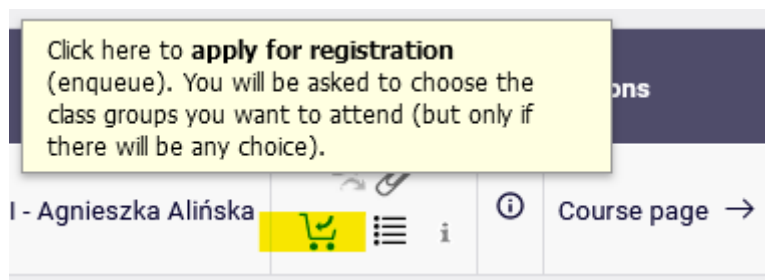 Click here to apply for registration
(enqueue). You will be asked to choose the
class groups you want to attend (but only if
there will be any choice).
ons
I - Agnieszka Alińska
i
Course page →